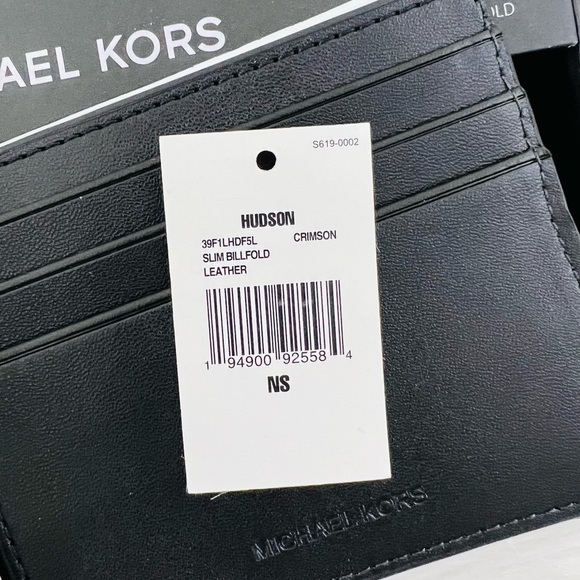 AEL KORS
OLD
S619-0002
HUDSON
39F1LHDF5L CRIMSON
SLIM BILLFOLD
LEATHER
1 94900 92558 4
NS
MICHAEL KORS